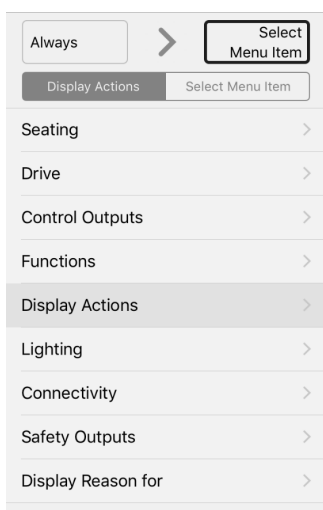 Always
Select
Menu Item
Display Actions
Select Menu Item
Seating
Drive
Control Outputs
Functions
Display Actions
Lighting
Connectivity
Safety Outputs
Display Reason for